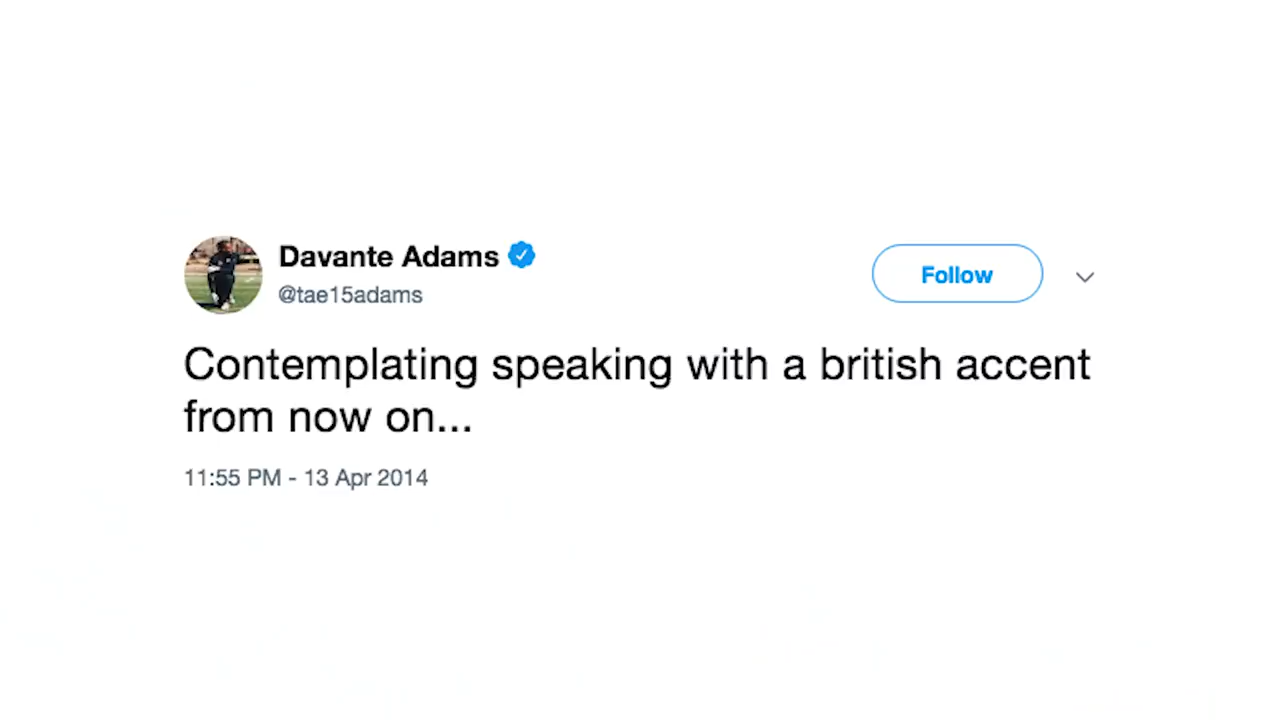 Davante Adams
@tae15adams
Follow
Contemplating speaking with a british accent
from now on...
11:55 PM - 13 Apr 2014